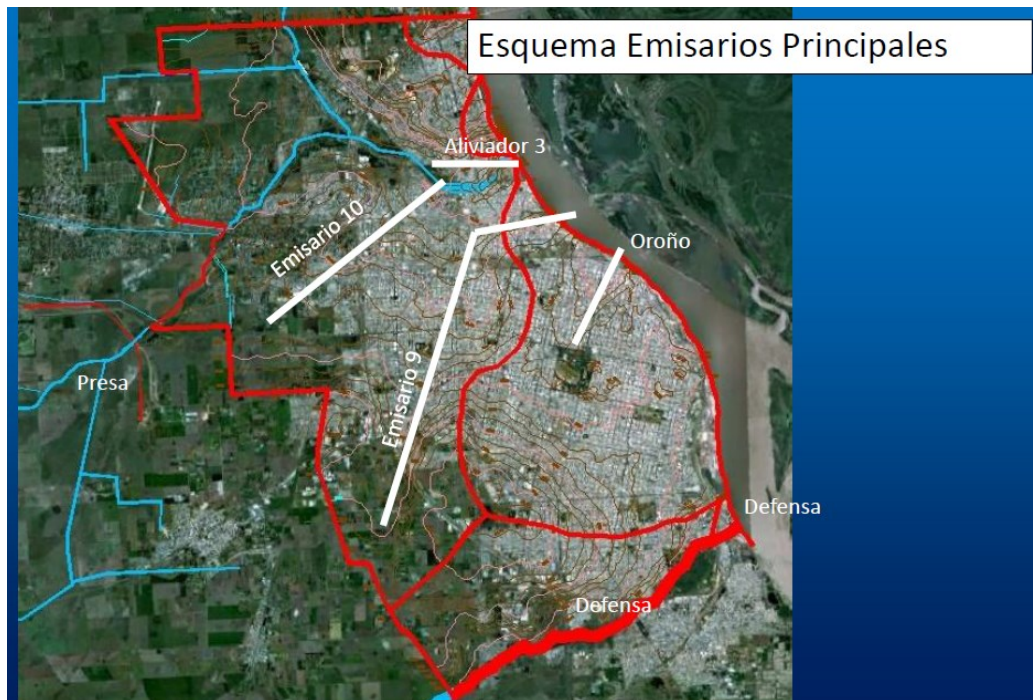 Esquema Emisarios Principales
Aliviador 3
Emisario 10
Oroño
Presa
Emisario 9
Defensa
Defensa